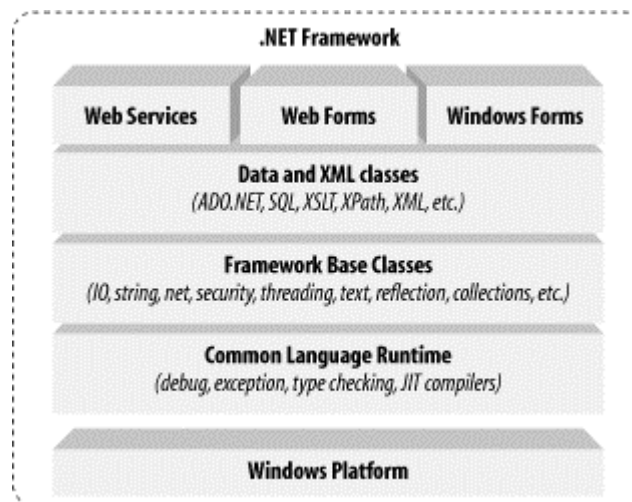 .NET Framework
Web Services
Web Forms
Windows Forms
Data and XML classes
(ADO.NET, SQL, XSLT, XPath, XML, etc.)
Framework Base Classes
(IO, string, net, security, threading, text, reflection, collections, etc.)
Common Language Runtime
(debug, exception, type checking, JIT compilers)
Windows Platform